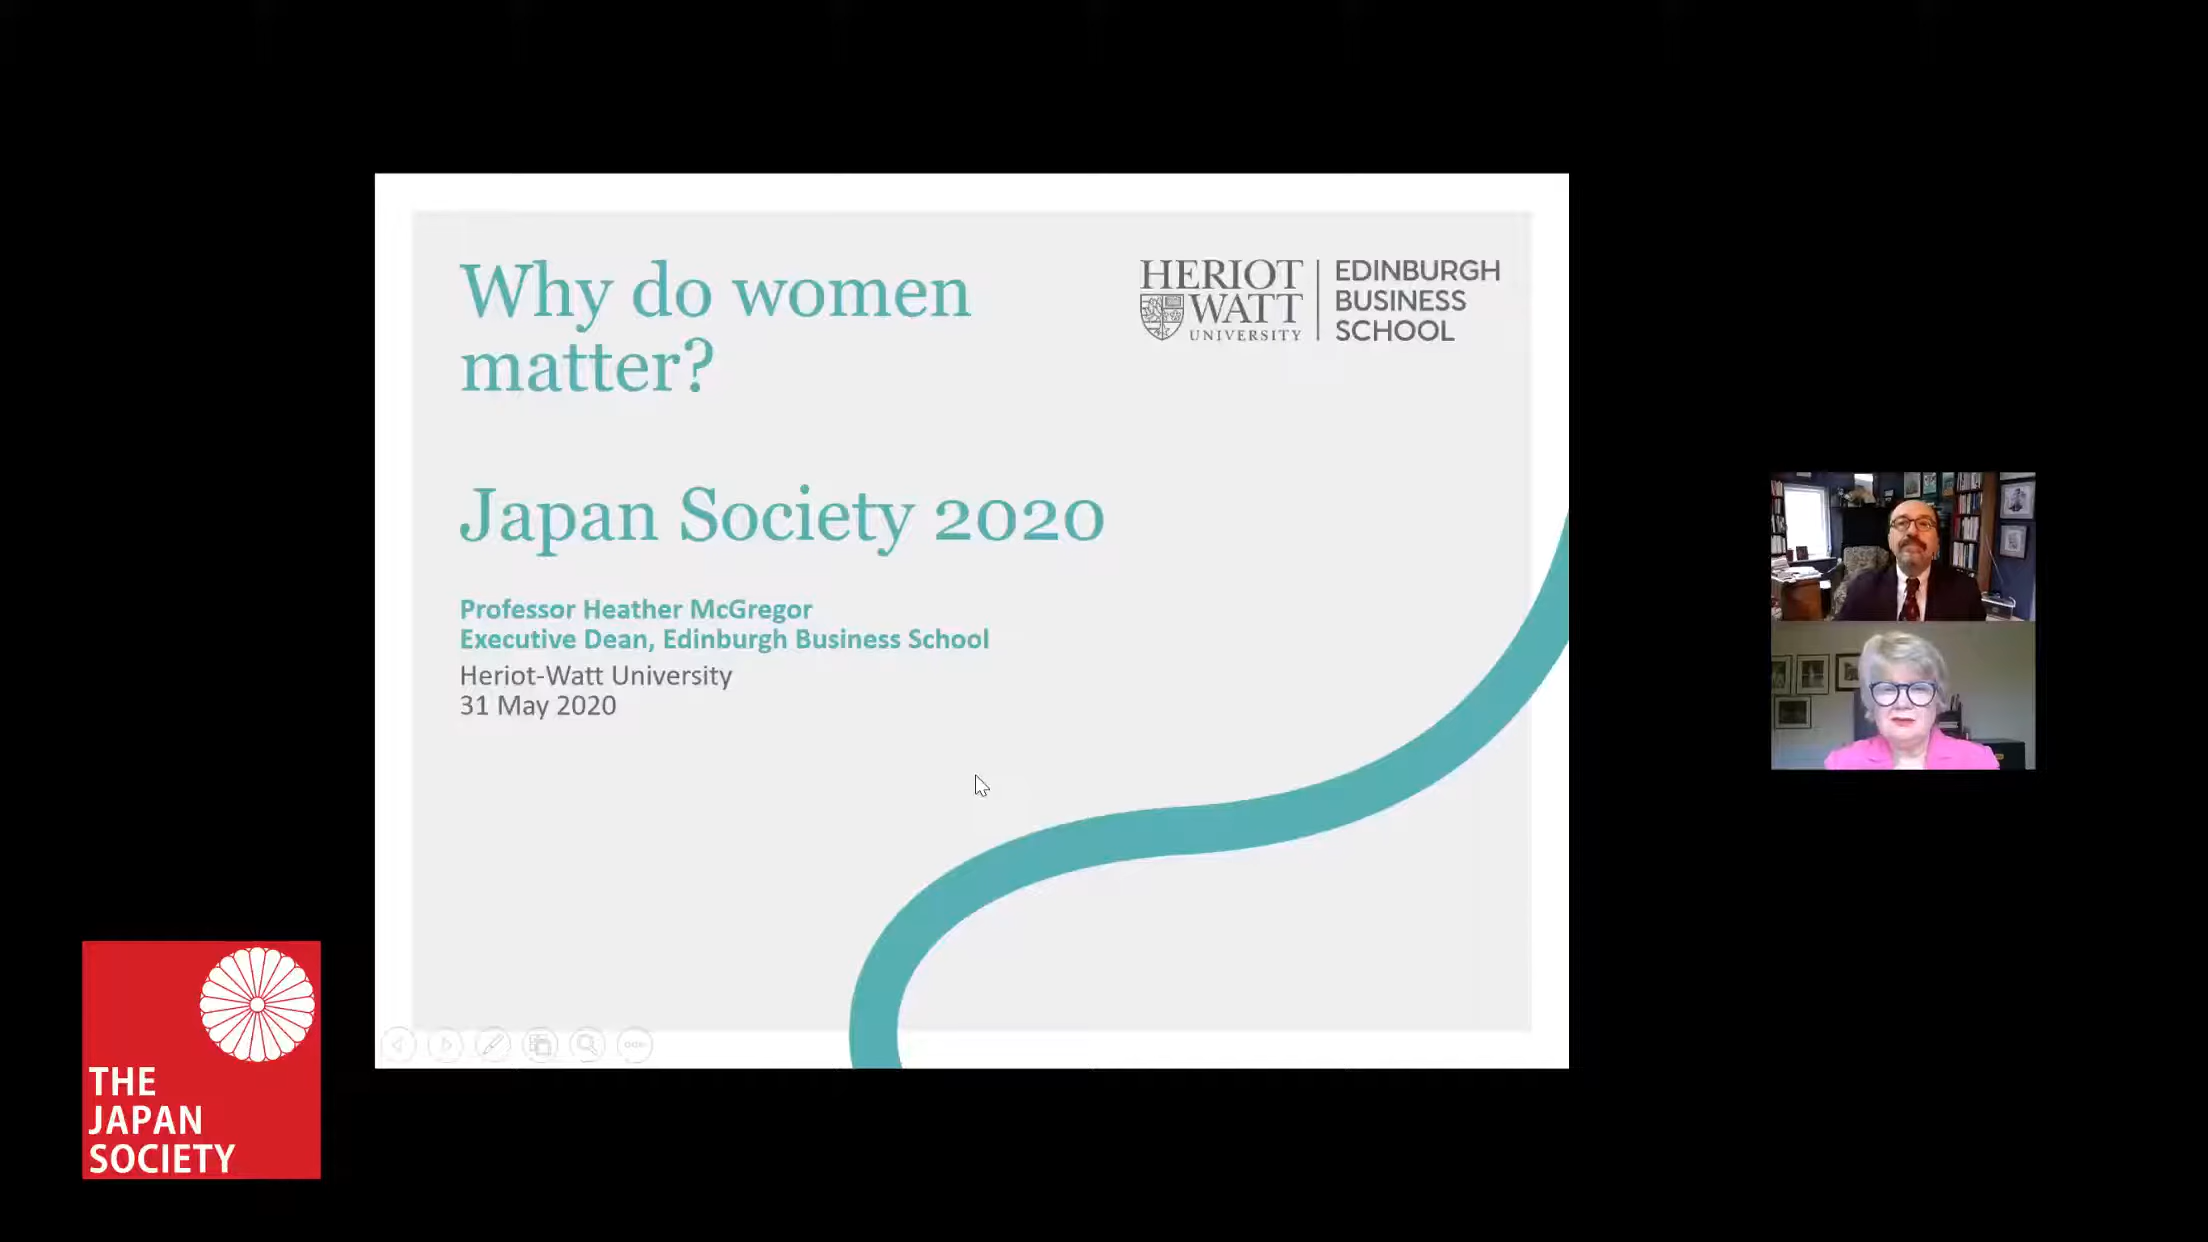 Why do women
matter?
HERIOT
WATT
UNIVERSITY
EDINBURGH
BUSINESS
SCHOOL
Japan Society 2020
Professor Heather McGregor
Executive Dean, Edinburgh Business School
Heriot-Watt University
31 May 2020
THE
JAPAN
SOCIETY